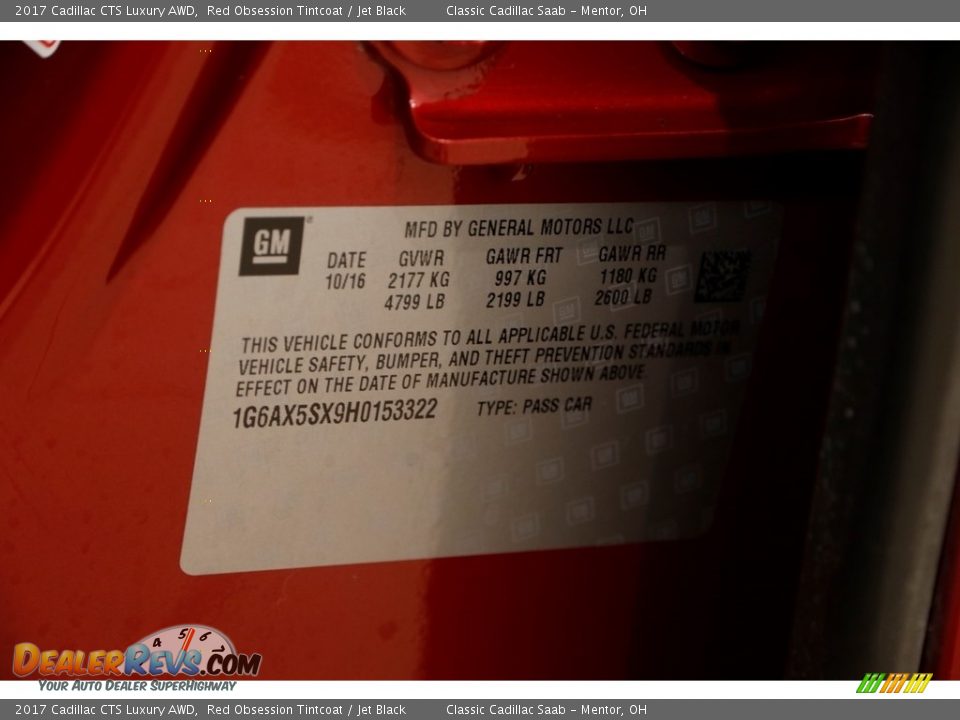 2017 Cadillac CTS Luxury AWD, Red Obsession Tintcoat / Jet Black Classic Cadillac Saab - Mentor, OH
GM
MFD BY GENERAL MOTORS LLC
DATE GVWR GAWR FRT GAWR RR
10/16 2177 KG 997 KG 1180 KG
4799 LB 2199 LB 2600 LB
THIS VEHICLE CONFORMS TO ALL APPLICABLE U.S. FEDERAL MOTOR
VEHICLE SAFETY, BUMPER, AND THEFT PREVENTION STANDARDS IN
EFFECT ON THE DATE OF MANUFACTURE SHOWN ABOVE
1G6AX5SX9H0153322 TYPE: PASS CAR
4 5 6
DEALERREVS.COM
YOUR AUTO DEALER SUPERHIGHWAY
2017 Cadillac CTS Luxury AWD, Red Obsession Tintcoat / Jet Black Classic Cadillac Saab - Mentor, OH